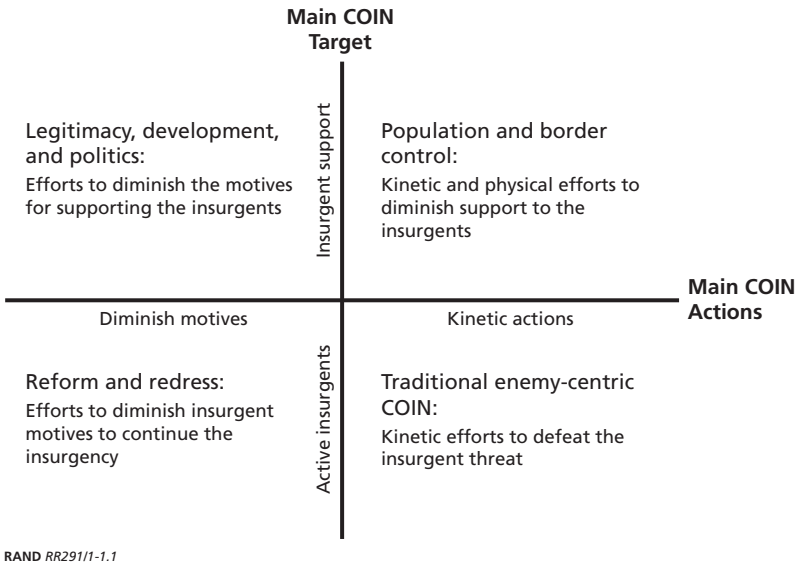 Main COIN
Target
Legitimacy, development,
and politics:
Efforts to diminish the motives
for supporting the insurgents
Insurgent support
Population and border
control:
Kinetic and physical efforts to
diminish support to the
insurgents
Main COIN
Actions
Diminish motives
Kinetic actions
Reform and redress:
Efforts to diminish insurgent
motives to continue the
insurgency
Active insurgents
Traditional enemy-centric
COIN:
Kinetic efforts to defeat the
insurgent threat
RAND RR291/1-1.1